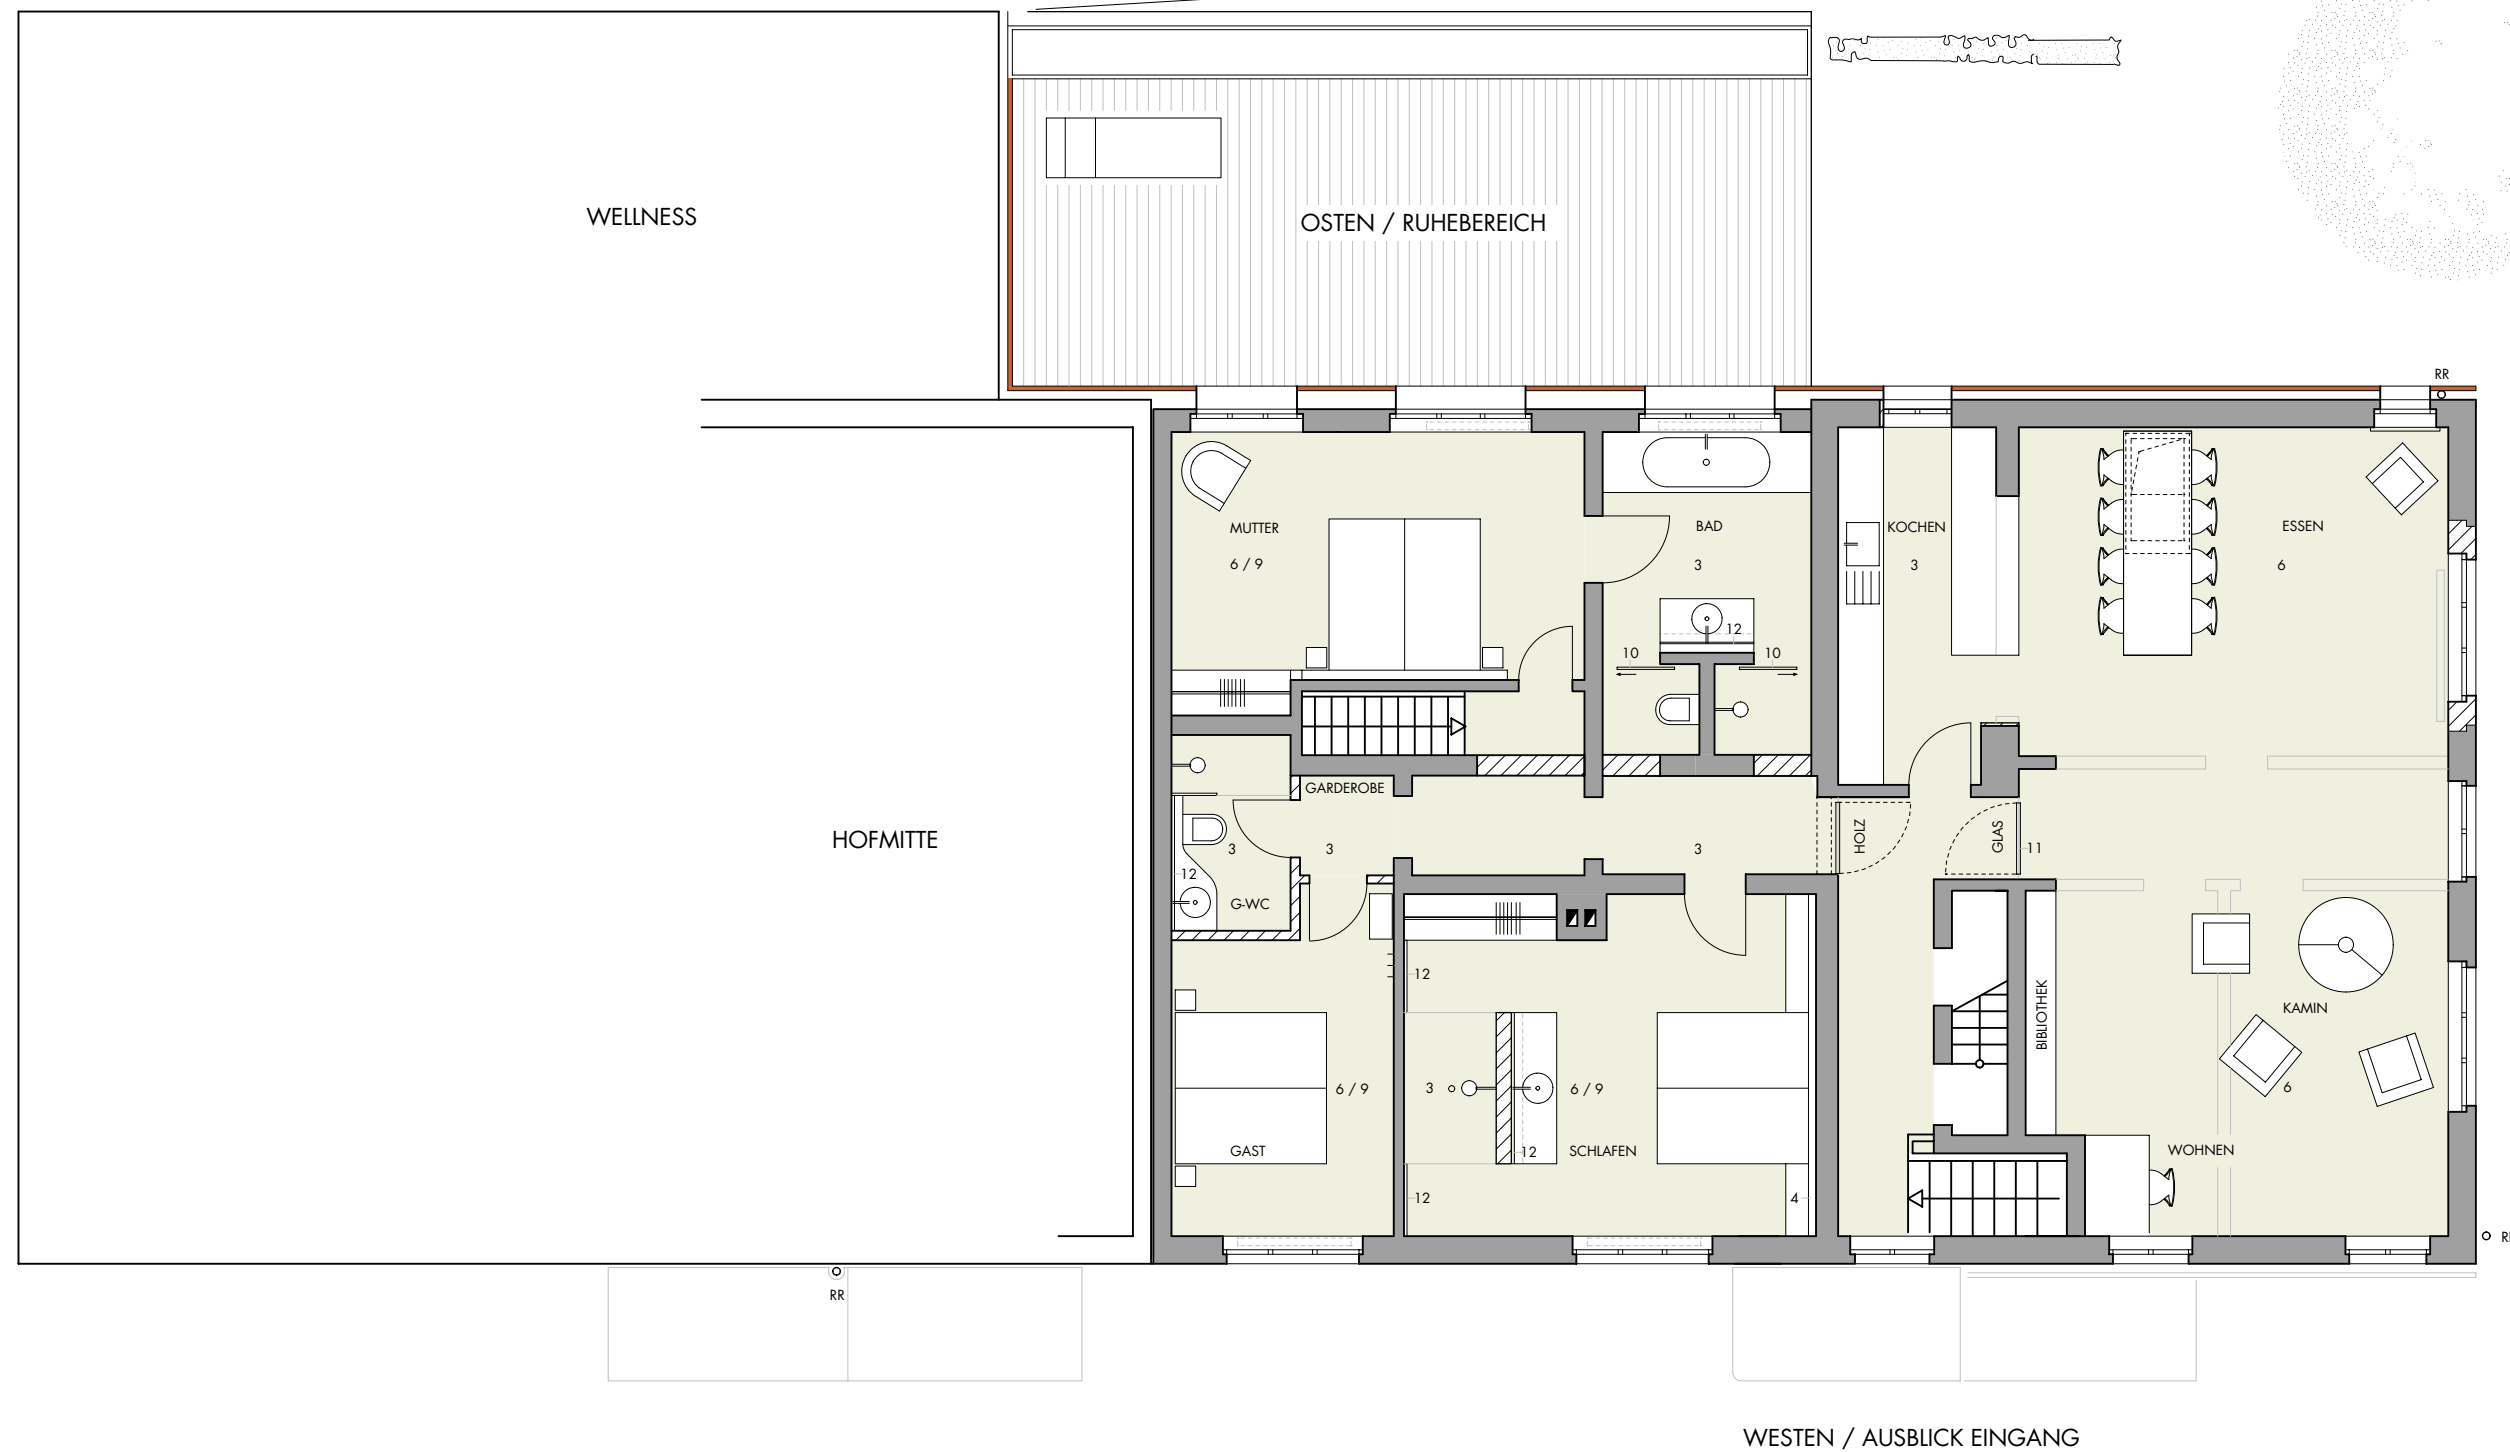 WELLNESS
OSTEN / RUHEBEREICH
RR
MUTTER
6 / 9
BAD
3
KOCHEN
3
ESSEN
6
12
10
10
GARDEROBE
HOFMITTE
3
3
3
HOLZ
GLAS
11
12
G-WC
12
BIBLIOTHEK
KAMIN
6 / 9
3
6 / 9
6
GAST
12
SCHLAFEN
WOHNEN
12
4
RR
WESTEN / AUSBLICK EINGANG